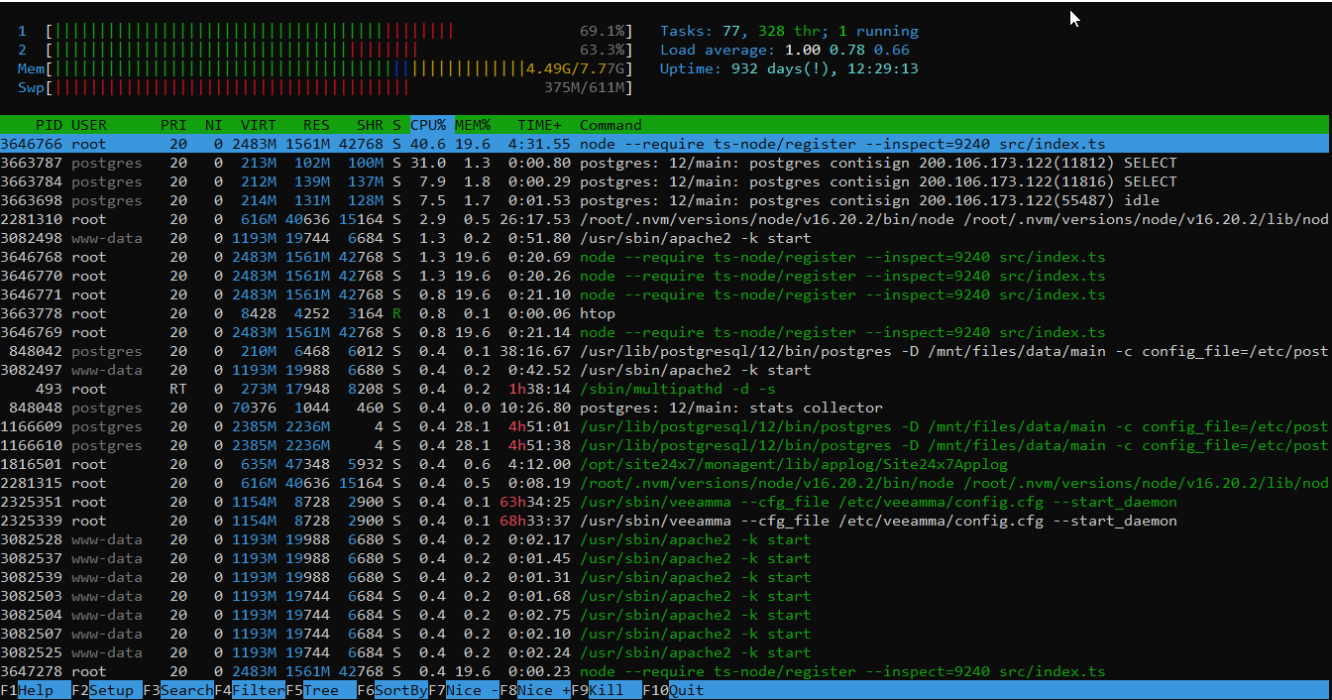 1 [|||||||||||||||||||||||||||||||||||||||||||||| 69.1%] Tasks: 77, 328 thr; 1 running
2 [|||||||||||||||||||||||||||||||||||||||||| 63.3%] Load average: 1.00 0.78 0.66
Mem[||||||||||||||||||||||||||||||||||||||||||||||||||||||4.49G/7.77G] Uptime: 932 days(!), 12:29:13
Swp[||||||||||||||||||||||||||||||||||||||||| 375M/611M]
PID USER PRI NI VIRT RES SHR S CPU% MEM% TIME+ Command
3646766 root 20 0 2483M 1561M 42768 S 40.6 19.6 4:31.55 node --require ts-node/register --inspect=9240 src/index.ts
3663787 postgres 20 0 213M 102M 100M S 31.0 1.3 0:00.80 postgres: 12/main: postgres contisign 200.106.173.122(11812) SELECT
3663784 postgres 20 0 212M 139M 137M S 7.9 1.8 0:00.29 postgres: 12/main: postgres contisign 200.106.173.122(11816) SELECT
3663698 postgres 20 0 214M 131M 128M S 7.5 1.7 0:01.53 postgres: 12/main: postgres contisign 200.106.173.122(55487) idle
2281310 root 20 0 616M 40636 15164 S 2.9 0.5 26:17.53 /root/.nvm/versions/node/v16.20.2/bin/node /root/.nvm/versions/node/v16.20.2/lib/nod
3082498 www-data 20 0 1193M 19744 6684 S 1.3 0.2 0:51.80 /usr/sbin/apache2 -k start
3646768 root 20 0 2483M 1561M 42768 S 1.3 19.6 0:20.69 node --require ts-node/register --inspect=9240 src/index.ts
3646770 root 20 0 2483M 1561M 42768 S 1.3 19.6 0:20.26 node --require ts-node/register --inspect=9240 src/index.ts
3646771 root 20 0 2483M 1561M 42768 S 0.8 19.6 0:21.10 node --require ts-node/register --inspect=9240 src/index.ts
3663778 root 20 0 8428 4252 3164 R 0.8 0.1 0:00.06 htop
3646769 root 20 0 2483M 1561M 42768 S 0.8 19.6 0:21.14 node --require ts-node/register --inspect=9240 src/index.ts
848042 postgres 20 0 210M 6468 6012 S 0.4 0.1 38:16.67 /usr/lib/postgresql/12/bin/postgres -D /mnt/files/data/main -c config_file=/etc/post
3082497 www-data 20 0 1193M 19988 6680 S 0.4 0.2 0:42.52 /usr/sbin/apache2 -k start
493 root RT 0 273M 17948 8208 S 0.4 0.2 1h38:14 /sbin/multipathd -d -s
848048 postgres 20 0 70376 1044 460 S 0.4 0.0 10:26.80 postgres: 12/main: stats collector
1166609 postgres 20 0 2385M 2236M 4 S 0.4 28.1 4h51:01 /usr/lib/postgresql/12/bin/postgres -D /mnt/files/data/main -c config_file=/etc/post
1166610 postgres 20 0 2385M 2236M 4 S 0.4 28.1 4h51:38 /usr/lib/postgresql/12/bin/postgres -D /mnt/files/data/main -c config_file=/etc/post
1816501 root 20 0 635M 47348 5932 S 0.4 0.6 4:12.00 /opt/site24x7/monagent/lib/applog/Site24x7Applog
2281315 root 20 0 616M 40636 15164 S 0.4 0.5 0:08.19 /root/.nvm/versions/node/v16.20.2/bin/node /root/.nvm/versions/node/v16.20.2/lib/nod
2325351 root 20 0 1154M 8728 2900 S 0.4 0.1 63h34:25 /usr/sbin/veeamma --cfg_file /etc/veeamma/config.cfg --start_daemon
2325339 root 20 0 1154M 8728 2900 S 0.4 0.1 68h33:37 /usr/sbin/veeamma --cfg_file /etc/veeamma/config.cfg --start_daemon
3082528 www-data 20 0 1193M 19988 6680 S 0.4 0.2 0:02.17 /usr/sbin/apache2 -k start
3082537 www-data 20 0 1193M 19988 6680 S 0.4 0.2 0:01.45 /usr/sbin/apache2 -k start
3082539 www-data 20 0 1193M 19988 6680 S 0.4 0.2 0:01.31 /usr/sbin/apache2 -k start
3082503 www-data 20 0 1193M 19744 6684 S 0.4 0.2 0:01.68 /usr/sbin/apache2 -k start
3082504 www-data 20 0 1193M 19744 6684 S 0.4 0.2 0:02.75 /usr/sbin/apache2 -k start
3082507 www-data 20 0 1193M 19744 6684 S 0.4 0.2 0:02.10 /usr/sbin/apache2 -k start
3082525 www-data 20 0 1193M 19744 6684 S 0.4 0.2 0:02.24 /usr/sbin/apache2 -k start
3647278 root 20 0 2483M 1561M 42768 S 0.4 19.6 0:00.23 node --require ts-node/register --inspect=9240 src/index.ts
F1Help F2Setup F3SearchF4FilterF5Tree F6SortByF7Nice -F8Nice +F9Kill F10Quit